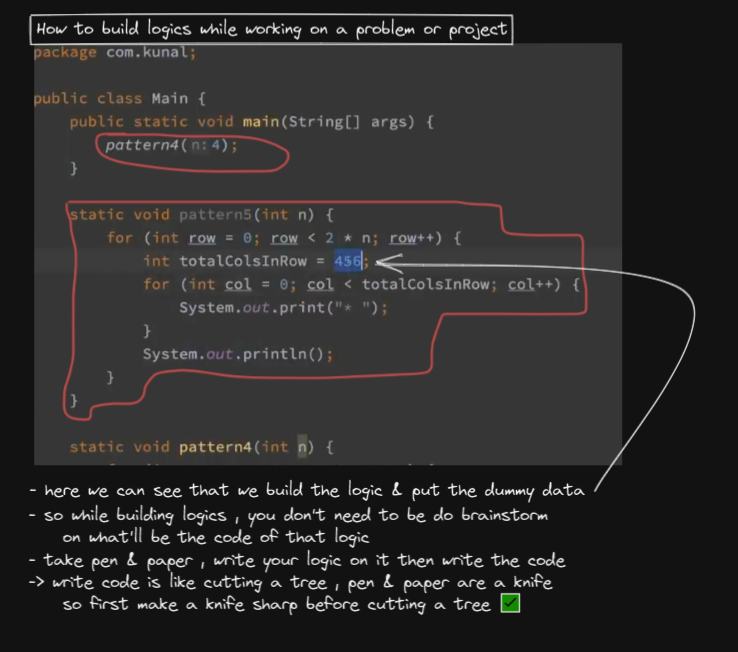 How to build logics while working on a problem or project
package com.kunal;
public class Main {
public static void main(String[] args) {
pattern4( n: 4);
}
static void pattern5(int n) {
for (int row = 0; row < 2 * n; row++) {
int totalColsInRow = 456;
for (int col = 0; col < totalColsInRow; col++) {
System.out.print("* ");
}
System.out.println();
}
}
static void pattern4(int n) {
- here we can see that we build the logic & put the dummy data
- so while building logics , you don't need to be do brainstorm
on what'll be the code of that logic
- take pen & paper , write your logic on it then write the code
-> write code is like cutting a tree , pen & paper are a knife
so first make a knife sharp before cutting a tree ✅